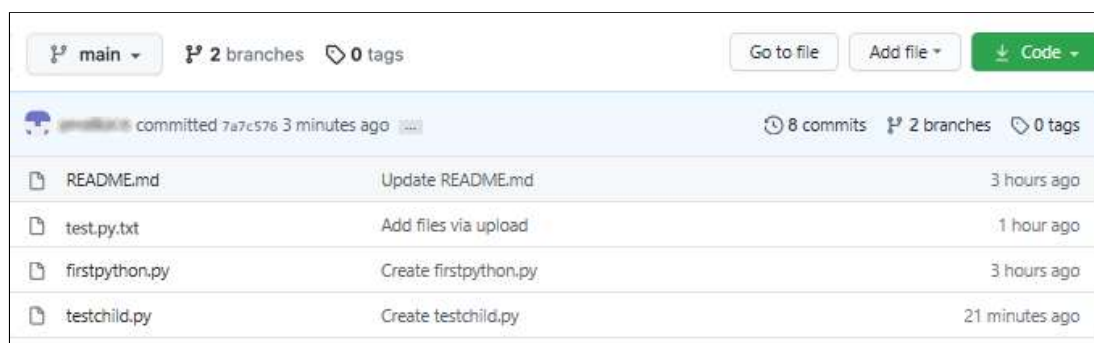 main 2 branches 0 tags Go to file Add file Code
committed 7a7c576 3 minutes ago ... 8 commits 2 branches 0 tags
README.md Update README.md 3 hours ago
test.py.txt Add files via upload 1 hour ago
firstpython.py Create firstpython.py 3 hours ago
testchild.py Create testchild.py 21 minutes ago